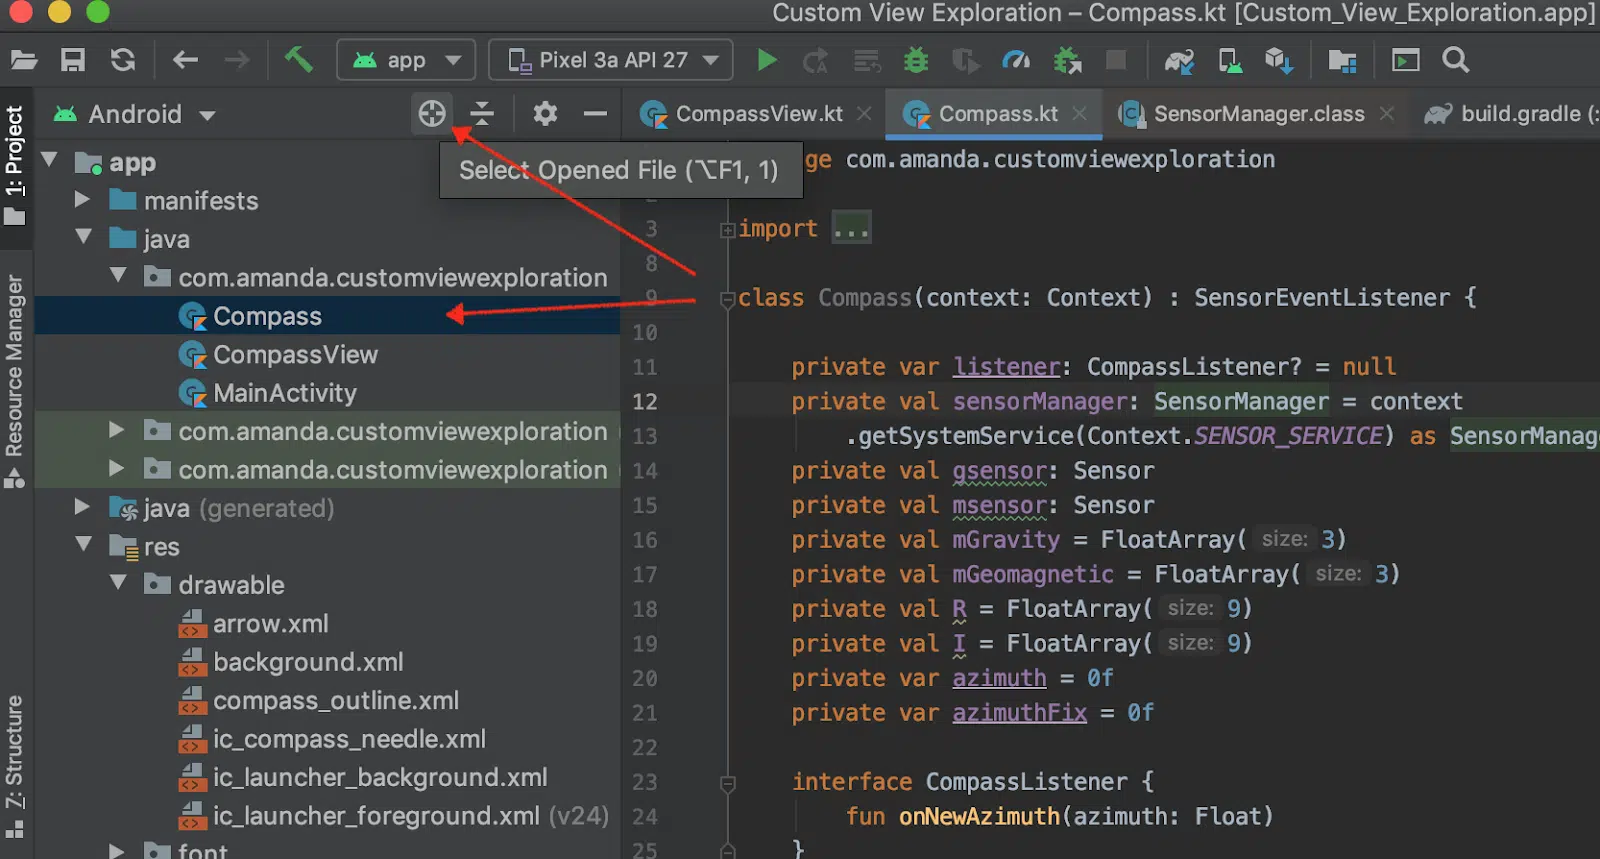 Custom View Exploration – Compass.kt [Custom_View_Exploration.app]
app
Pixel 3a API 27
1: Project
Resource Manager
7: Structure
Android
app
manifests
java
com.amanda.customviewexploration
Compass
CompassView
MainActivity
com.amanda.customviewexploration (
com.amanda.customviewexploration (
java (generated)
res
drawable
arrow.xml
background.xml
compass_outline.xml
ic_compass_needle.xml
ic_launcher_background.xml
ic_launcher_foreground.xml (v24)
font
Select Opened File (⌥F1, 1)
CompassView.kt
Compass.kt
SensorManager.class
build.gradle (:
ge com.amanda.customviewexploration
2
3 import ...
8
9 class Compass(context: Context) : SensorEventListener {
10
11 private var listener: CompassListener? = null
12 private val sensorManager: SensorManager = context
13 .getSystemService(Context.SENSOR_SERVICE) as SensorManag
14 private val gsensor: Sensor
15 private val msensor: Sensor
16 private val mGravity = FloatArray( size: 3)
17 private val mGeomagnetic = FloatArray( size: 3)
18 private val R = FloatArray( size: 9)
19 private val I = FloatArray( size: 9)
20 private var azimuth = 0f
21 private var azimuthFix = 0f
22
23 interface CompassListener {
24 fun onNewAzimuth(azimuth: Float)
25 }